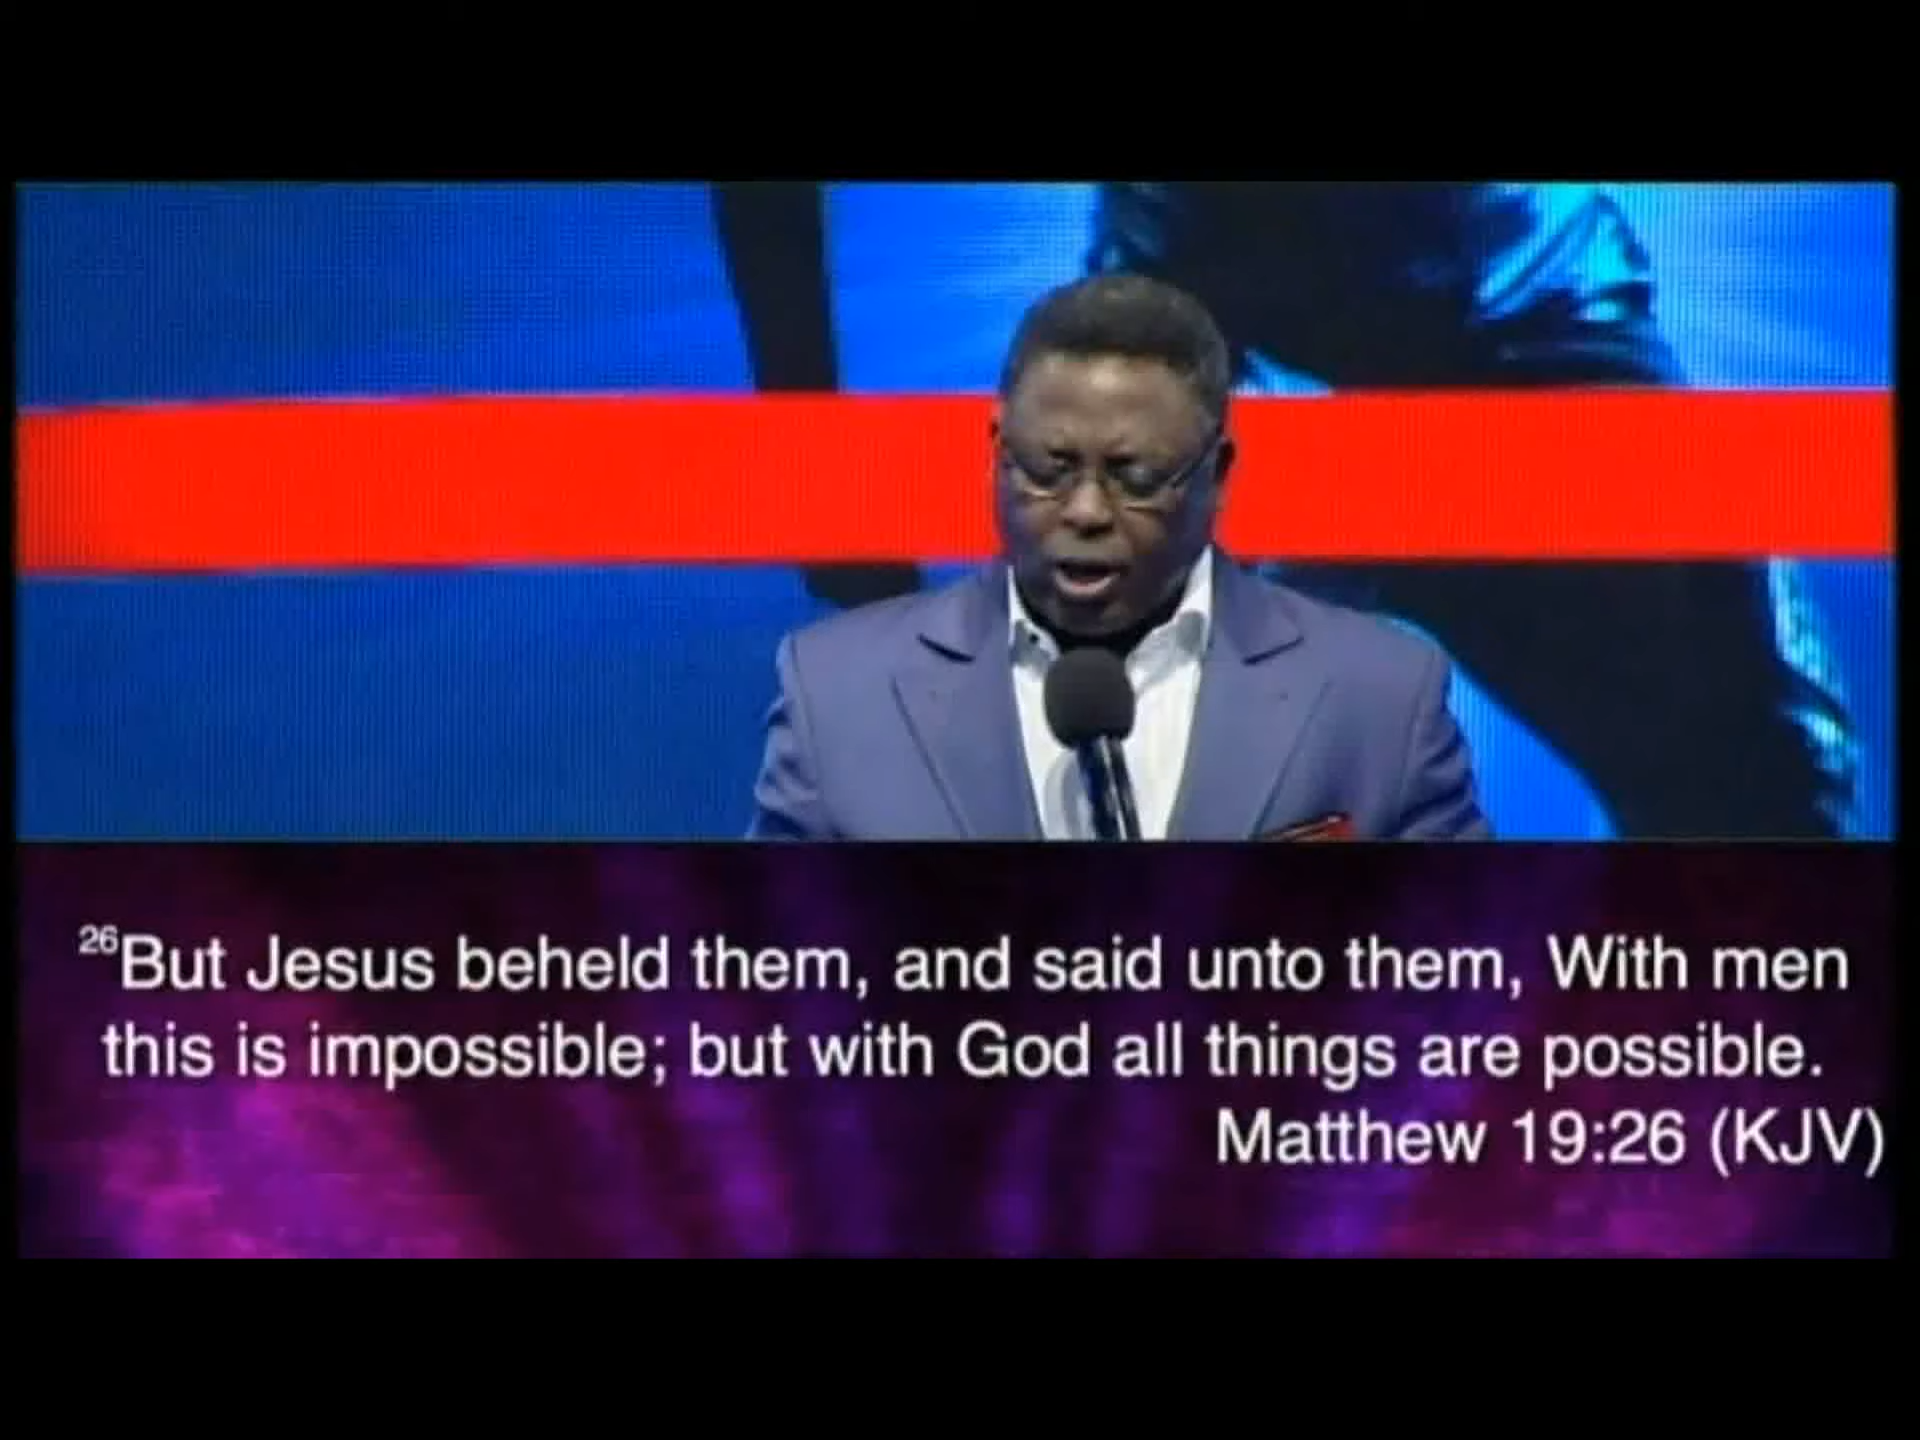 26But Jesus beheld them, and said unto them, With men
this is impossible; but with God all things are possible.
Matthew 19:26 (KJV)